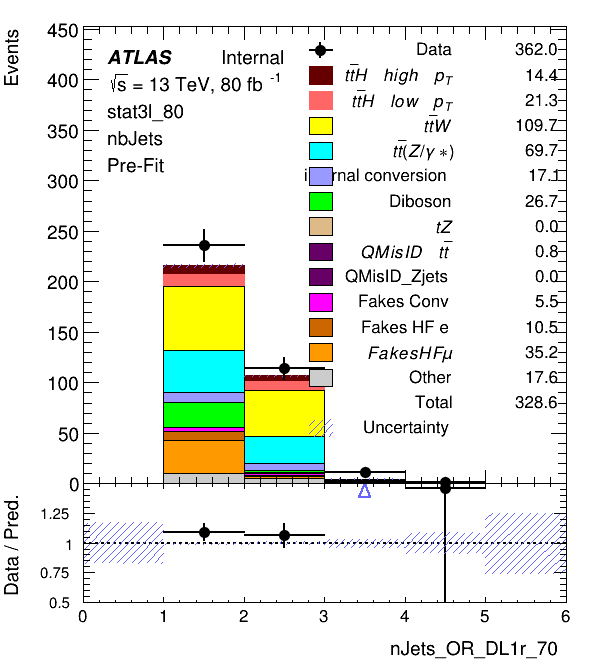 Events
450
400
350
300
250
200
150
100
50
0
ATLAS Internal
√s = 13 TeV, 80 fb -1
stat3l_80
nbJets
Pre-Fit
Data 362.0
tt̄H high pT 14.4
tt̄H low pT 21.3
tt̄W 109.7
tt̄(Z/γ*) 69.7
internal conversion 17.1
Diboson 26.7
tZ 0.0
QMisID tt̄ 0.8
QMisID_Zjets 0.0
Fakes Conv 5.5
Fakes HF e 10.5
FakesHFμ 35.2
Other 17.6
Total 328.6
Uncertainty
Data / Pred.
1.25
1
0.75
0.5
0 1 2 3 4 5 6
nJets_OR_DL1r_70